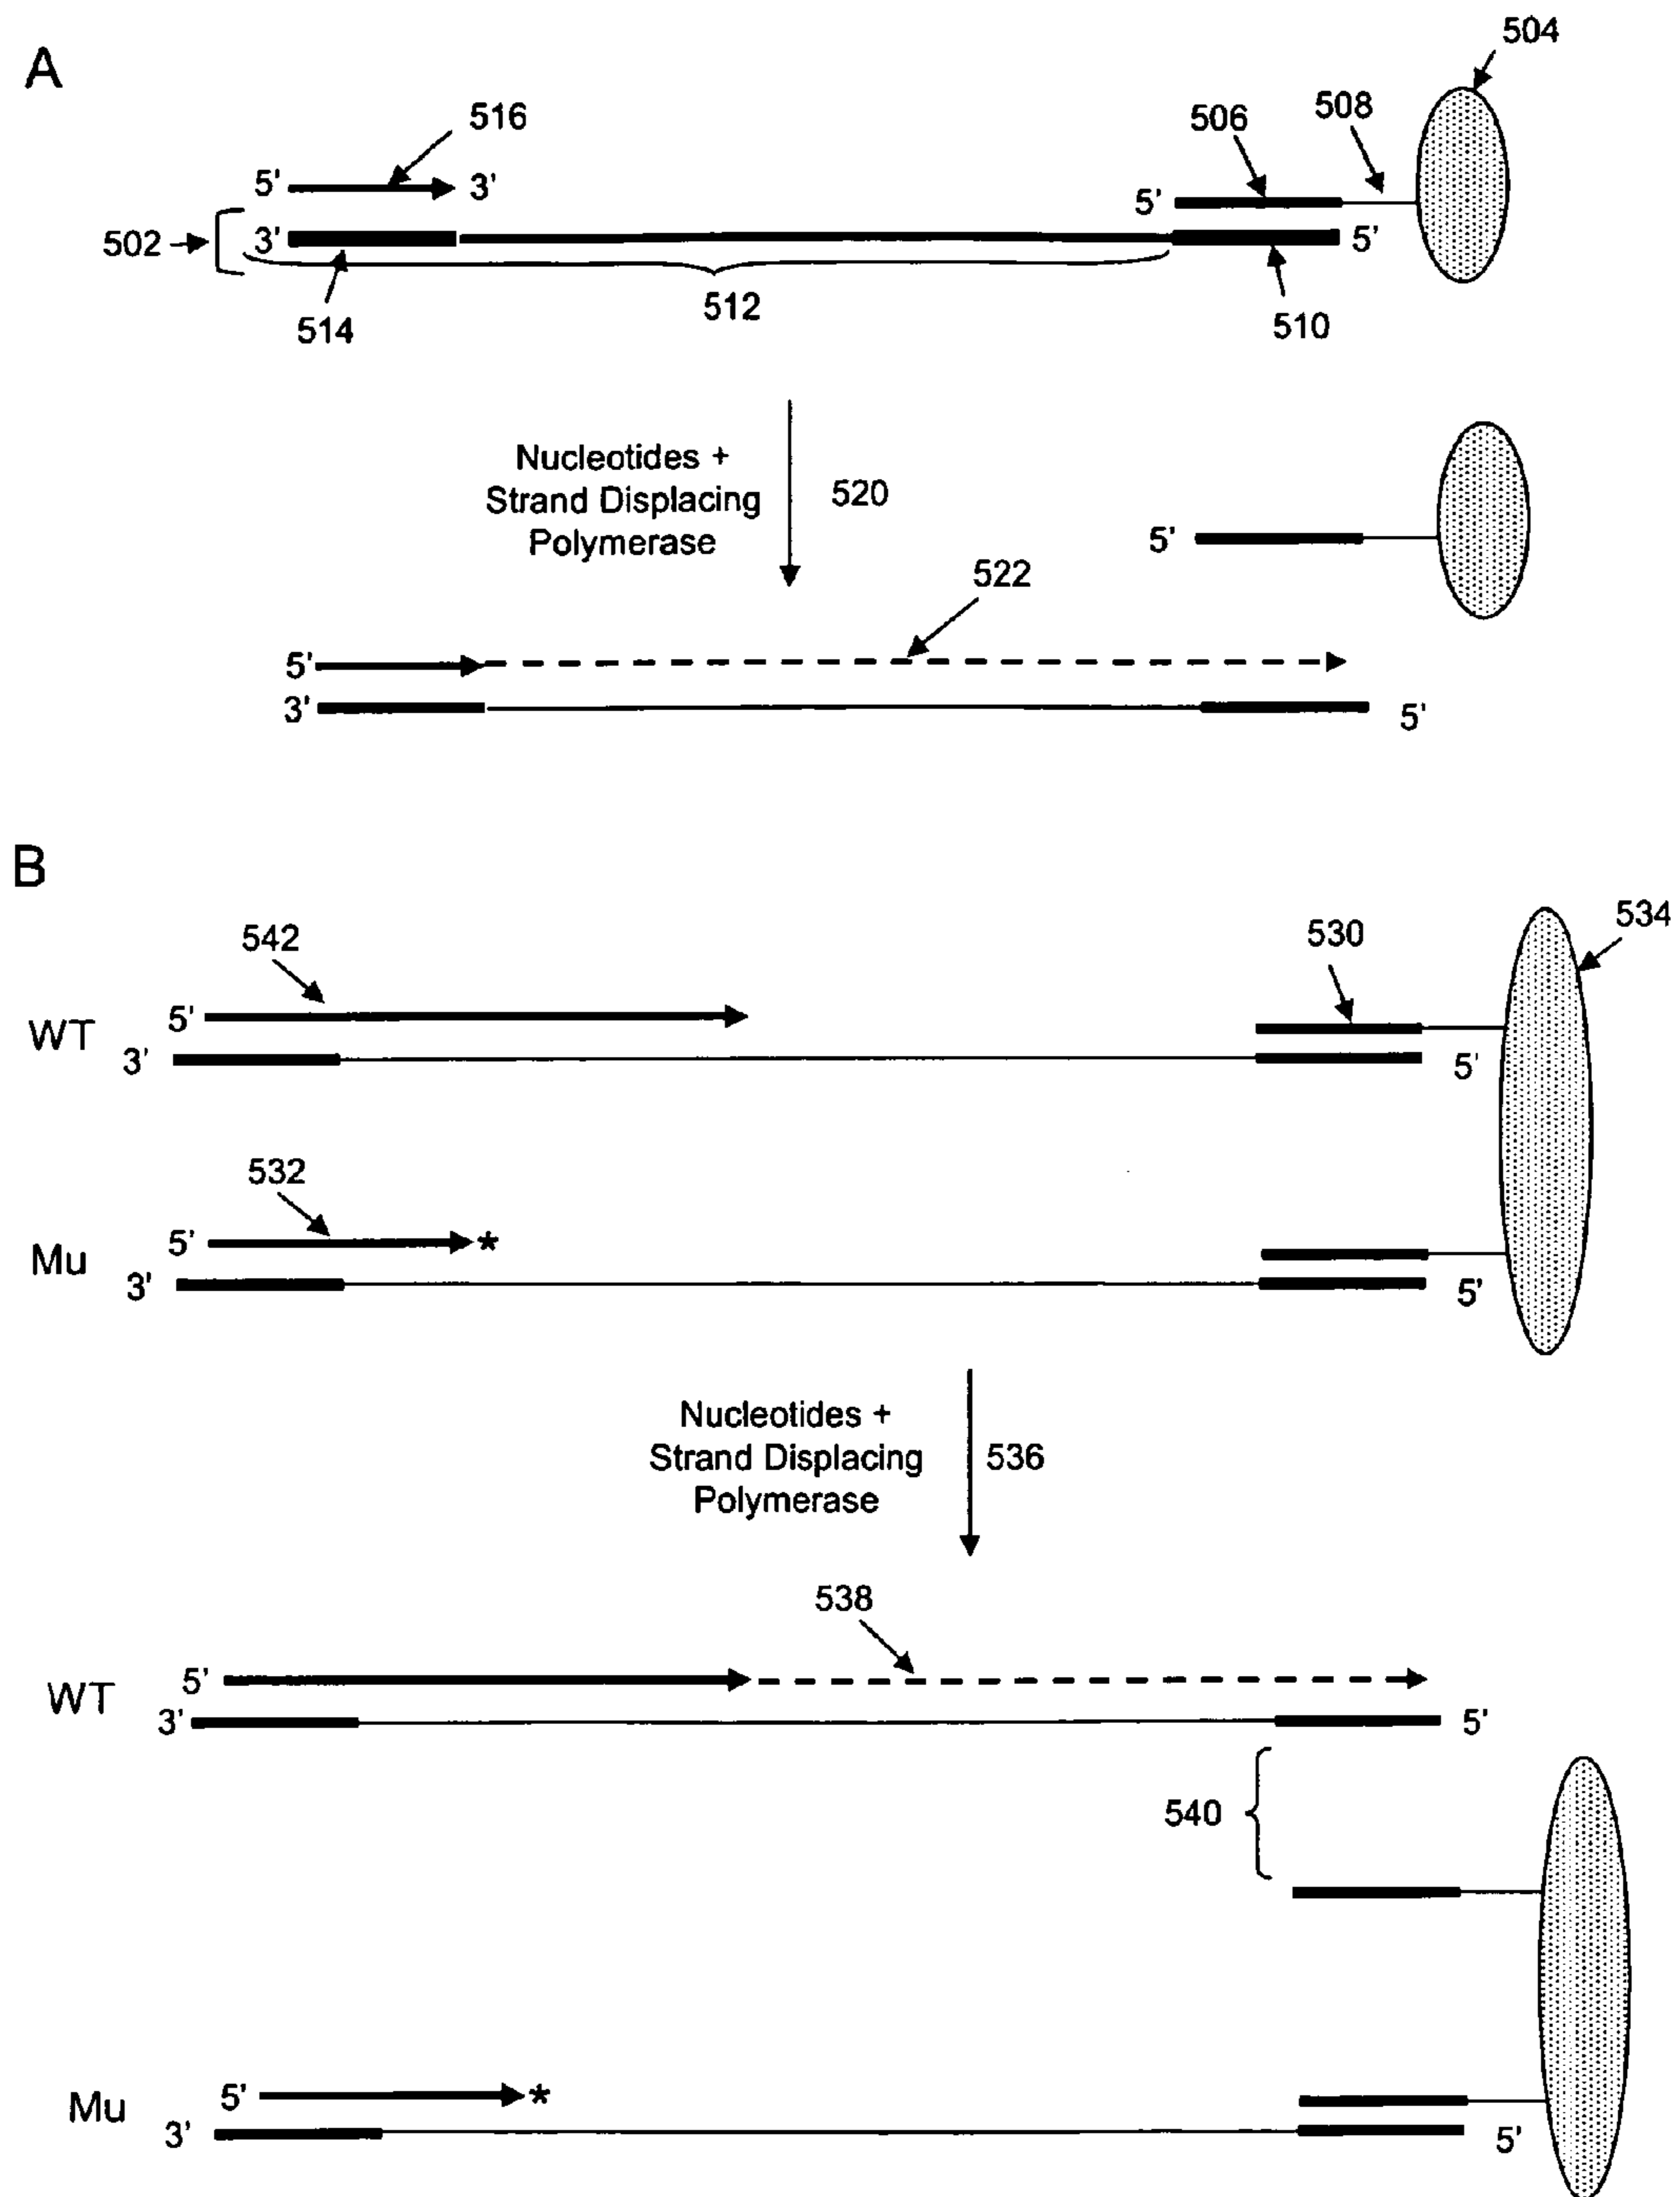 A
504
516
506
508
5' 3'
5'
502
3' 5'
514
512
510
Nucleotides +
Strand Displacing
Polymerase
520
5'
522
5'
3' 5'
B
542
530
534
5'
WT
3' 5'
532
5'
Mu
3' 5'
Nucleotides +
Strand Displacing
Polymerase
536
538
5'
WT
3' 5'
540
5' *
Mu
3' 5'